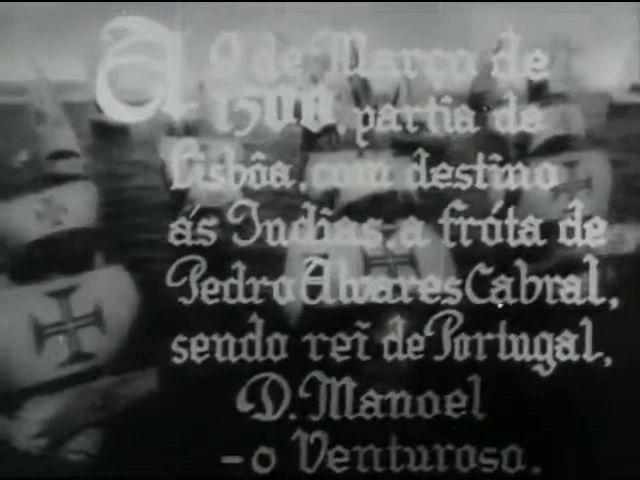 A 9 de Março de
1500, partia de
Lisbôa, com destino
ás Indias, a fróta de
Pedro Alvares Cabral,
sendo rei de Portugal,
D. Manoel
-o Venturoso.